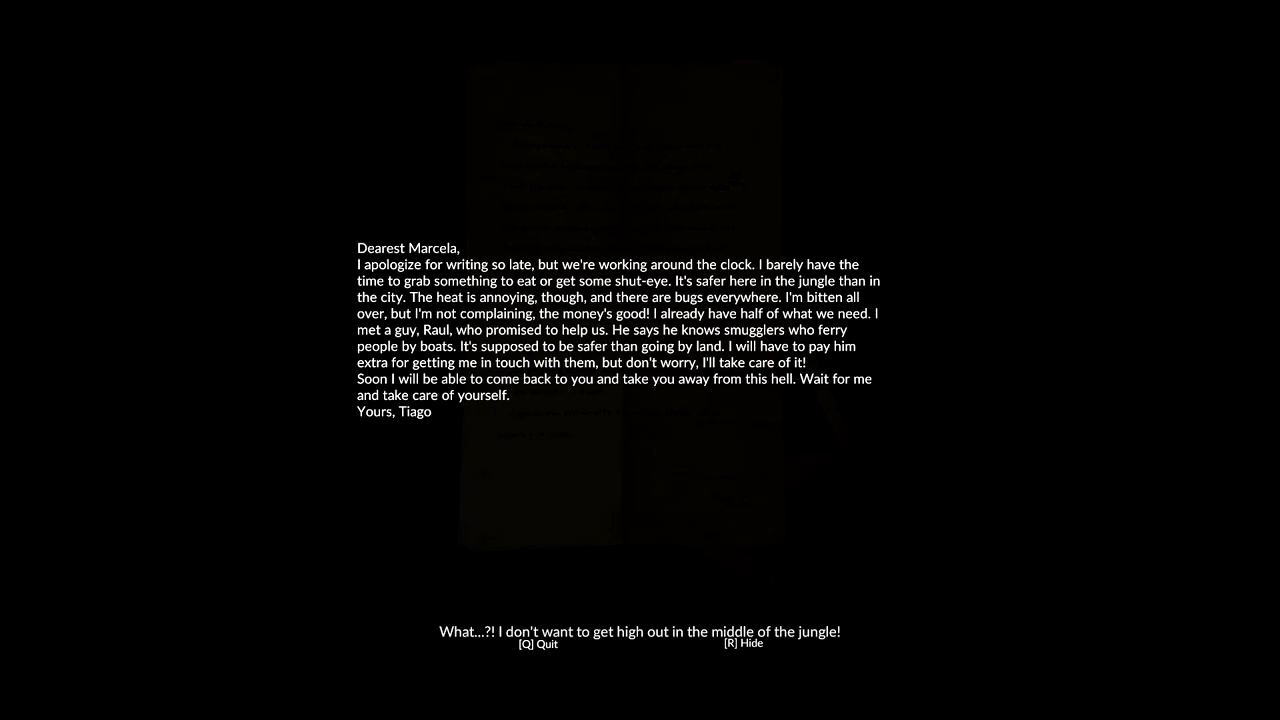 Dearest Marcela,
I apologize for writing so late, but we're working around the clock. I barely have the
time to grab something to eat or get some shut-eye. It's safer here in the jungle than in
the city. The heat is annoying, though, and there are bugs everywhere. I'm bitten all
over, but I'm not complaining, the money's good! I already have half of what we need. I
met a guy, Raul, who promised to help us. He says he knows smugglers who ferry
people by boats. It's supposed to be safer than going by land. I will have to pay him
extra for getting me in touch with them, but don't worry, I'll take care of it!
Soon I will be able to come back to you and take you away from this hell. Wait for me
and take care of yourself.
Yours, Tiago
What...?! I don't want to get high out in the middle of the jungle!
[Q] Quit [R] Hide